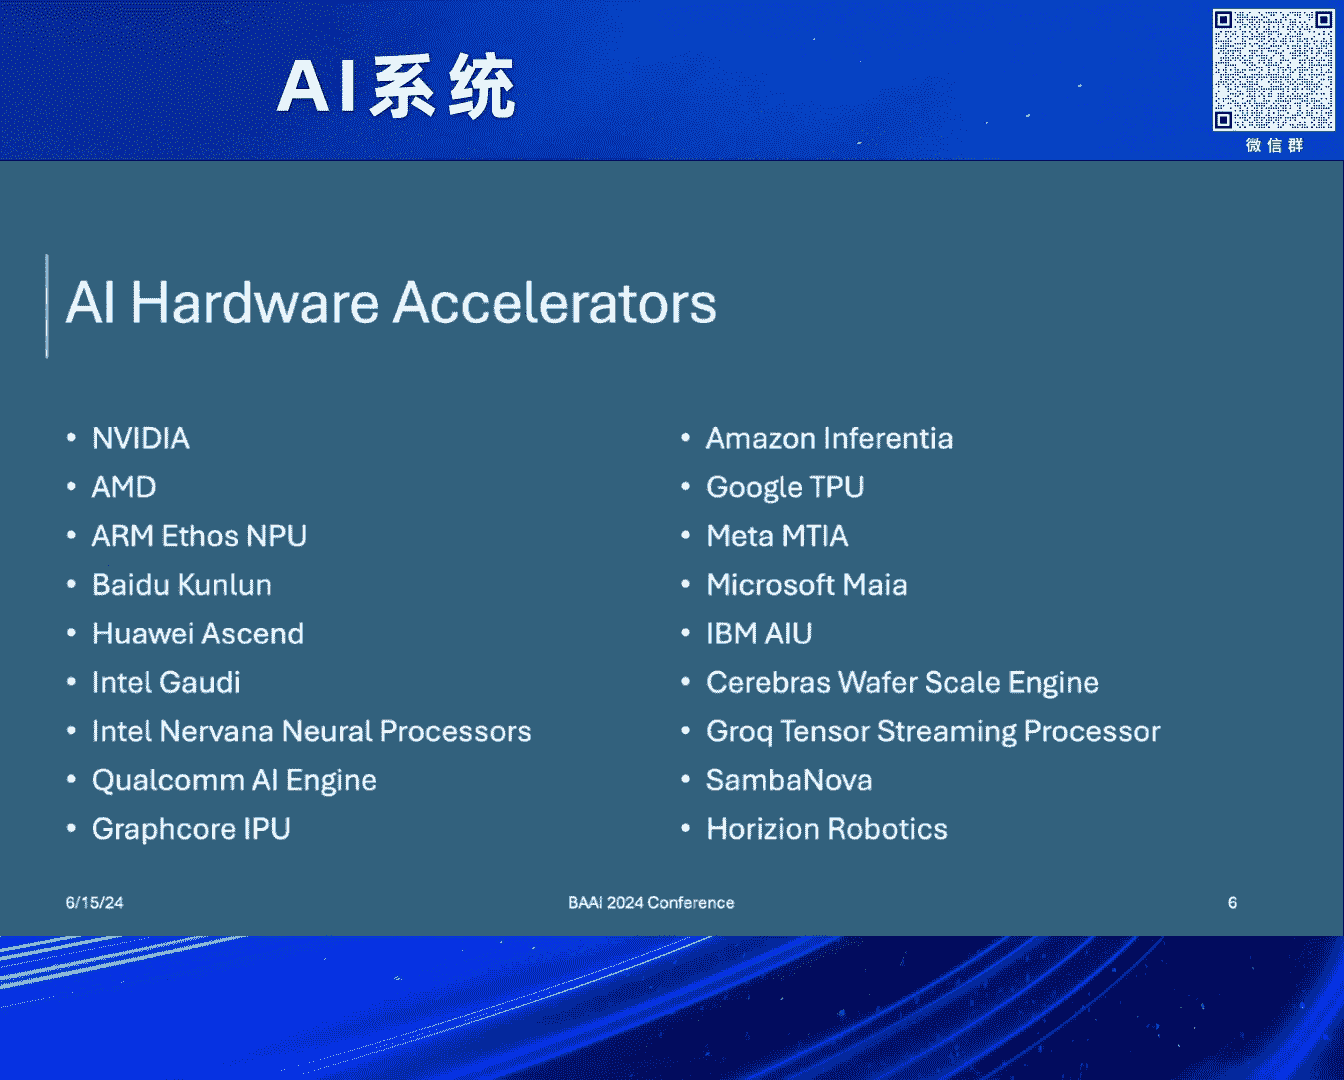 AI系统
微信群
AI Hardware Accelerators
• NVIDIA
• AMD
• ARM Ethos NPU
• Baidu Kunlun
• Huawei Ascend
• Intel Gaudi
• Intel Nervana Neural Processors
• Qualcomm AI Engine
• Graphcore IPU
• Amazon Inferentia
• Google TPU
• Meta MTIA
• Microsoft Maia
• IBM AIU
• Cerebras Wafer Scale Engine
• Groq Tensor Streaming Processor
• SambaNova
• Horizion Robotics
6/15/24
BAAI 2024 Conference
6